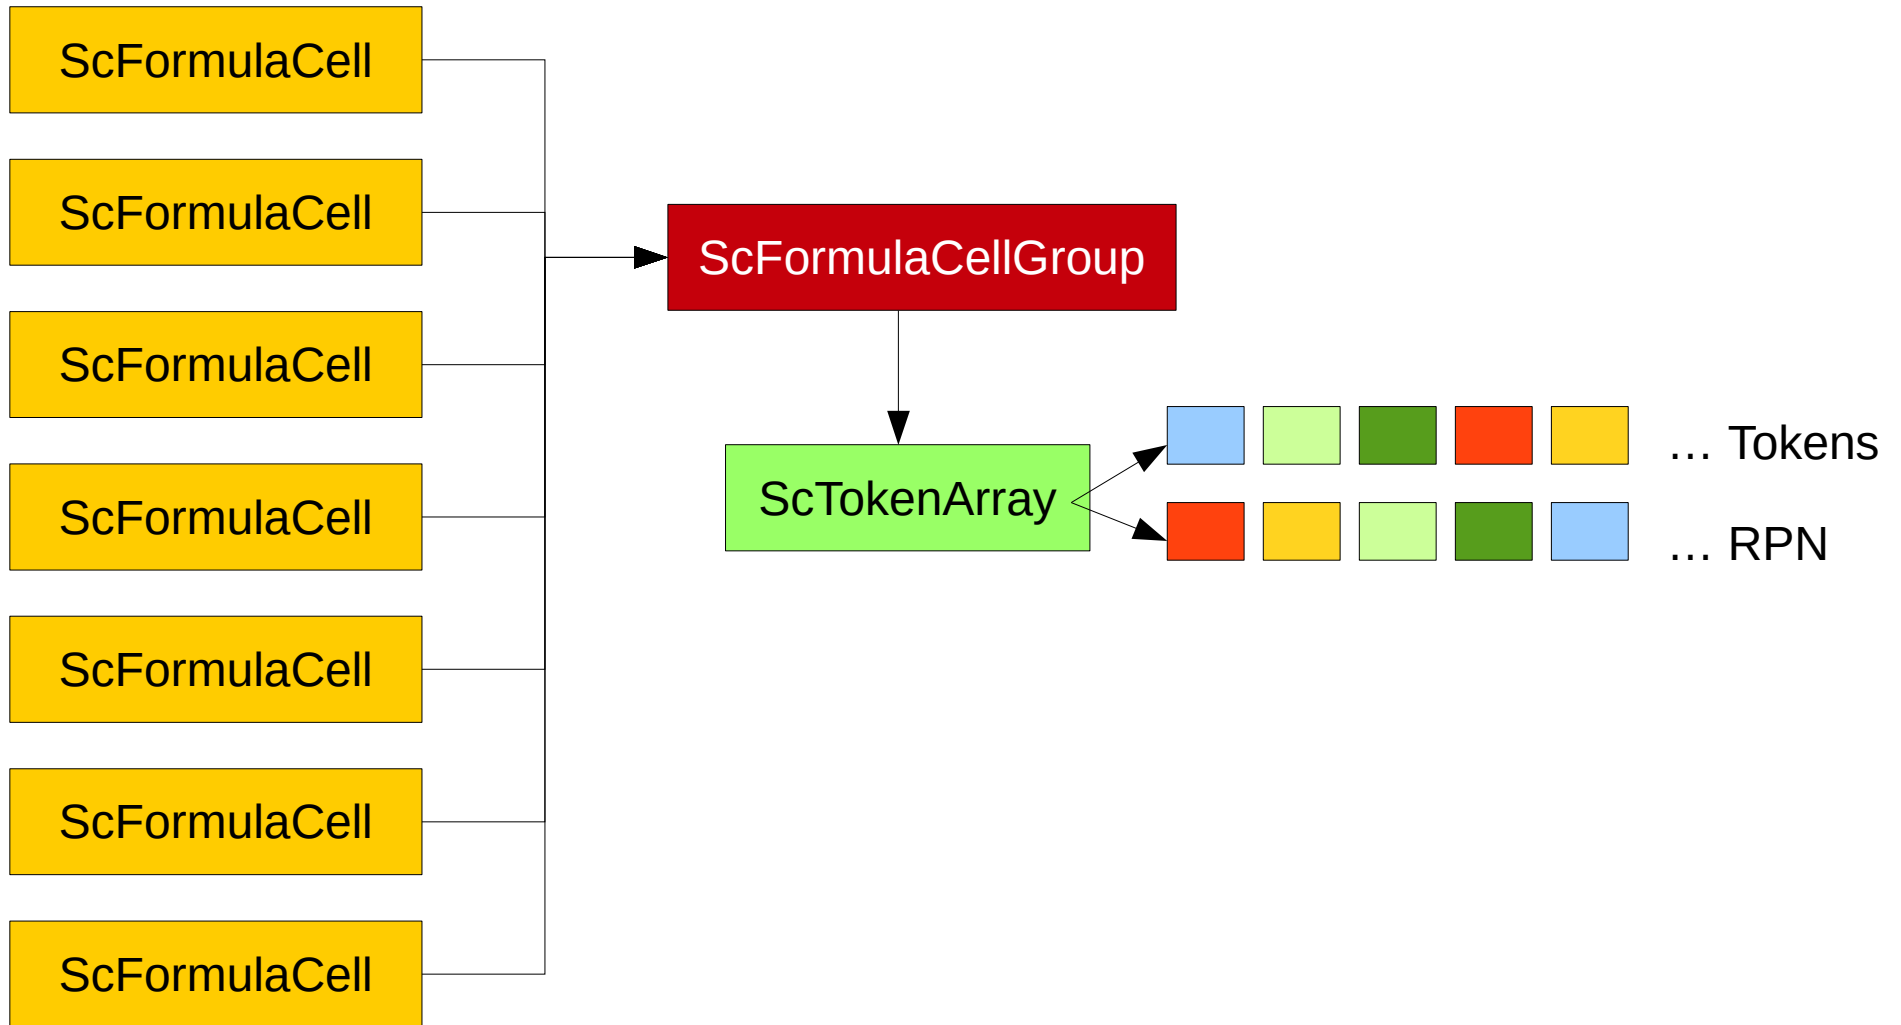 ScFormulaCell
ScFormulaCell
ScFormulaCell
ScFormulaCell
ScFormulaCell
ScFormulaCell
ScFormulaCell
ScFormulaCellGroup
ScTokenArray
... Tokens
... RPN